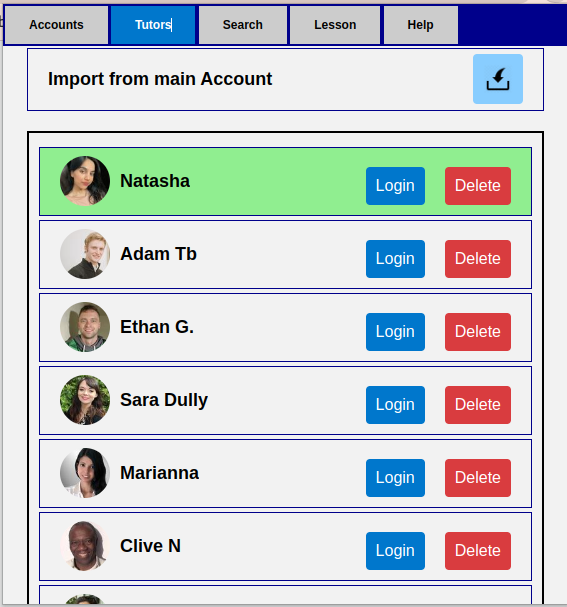 Accounts Tutors Search Lesson Help
Import from main Account
Natasha Login Delete
Adam Tb Login Delete
Ethan G. Login Delete
Sara Dully Login Delete
Marianna Login Delete
Clive N Login Delete